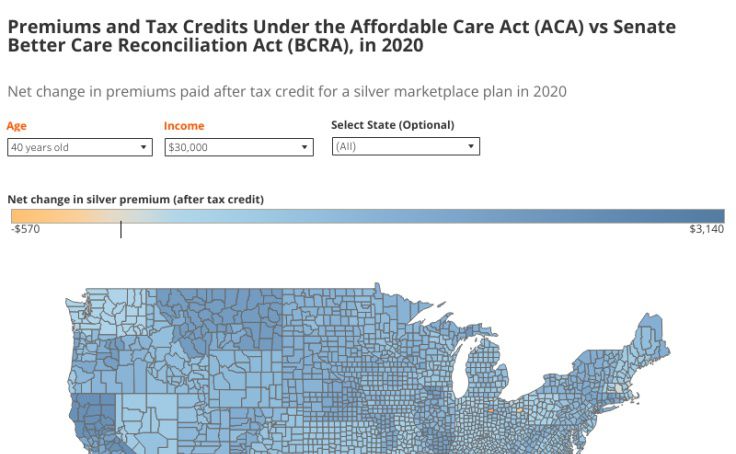 Premiums and Tax Credits Under the Affordable Care Act (ACA) vs Senate
Better Care Reconciliation Act (BCRA), in 2020
Net change in premiums paid after tax credit for a silver marketplace plan in 2020
Age
Income
Select State (Optional)
40 years old
$30,000
(All)
Net change in silver premium (after tax credit)
-$570
$3,140